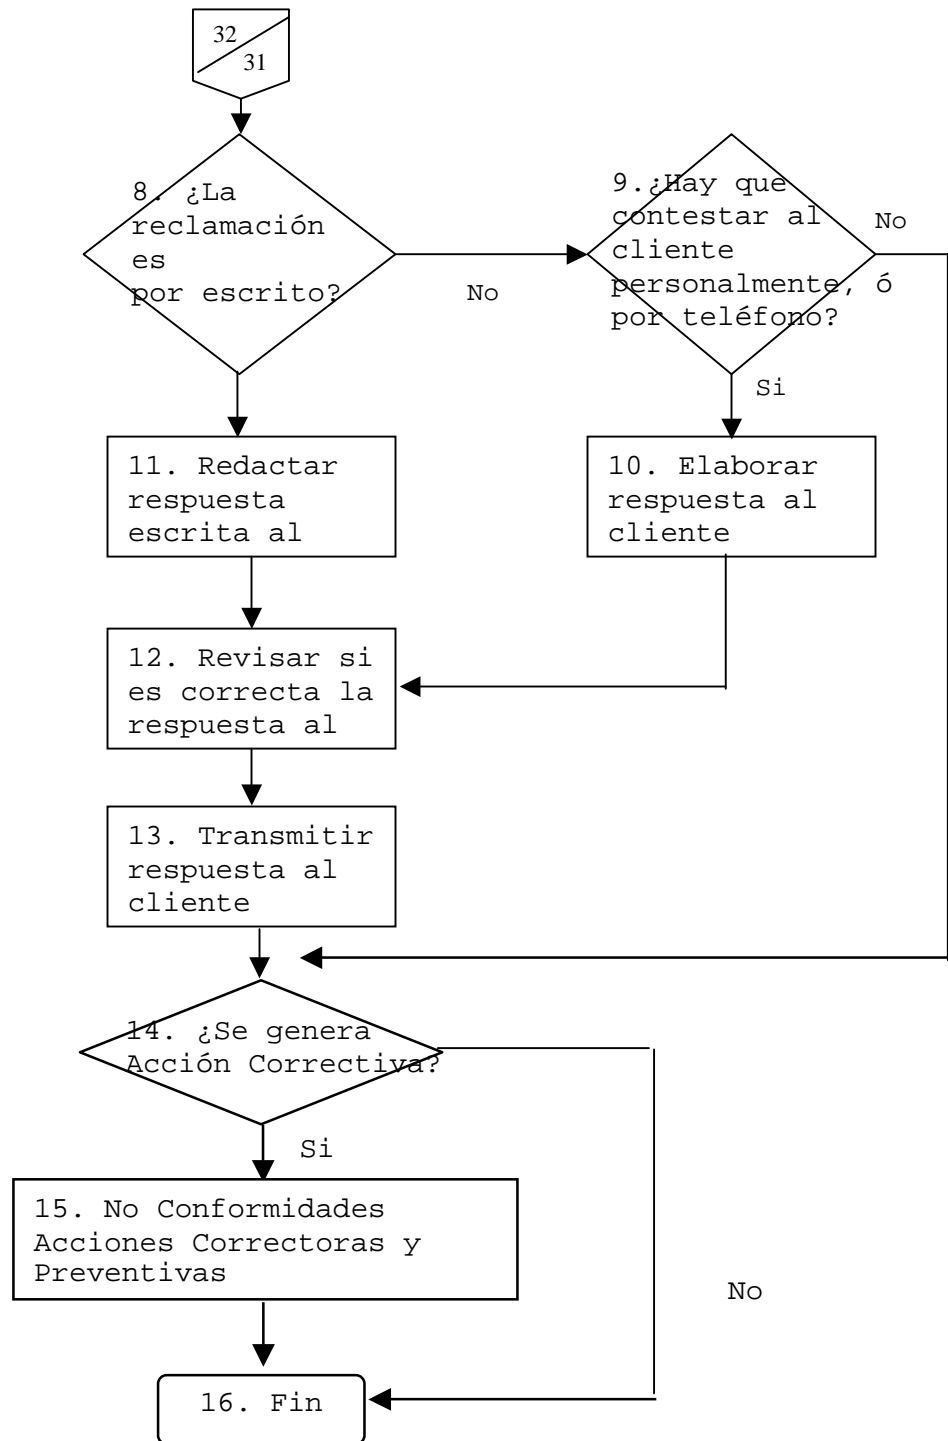 32
31
8. ¿La
reclamación
es
por escrito?
No
9.¿Hay que
contestar al
cliente
personalmente, ó
por teléfono?
No
Si
11. Redactar
respuesta
escrita al
10. Elaborar
respuesta al
cliente
12. Revisar si
es correcta la
respuesta al
13. Transmitir
respuesta al
cliente
14. ¿Se genera
Acción Correctiva?
Si
15. No Conformidades
Acciones Correctoras y
Preventivas
No
16. Fin